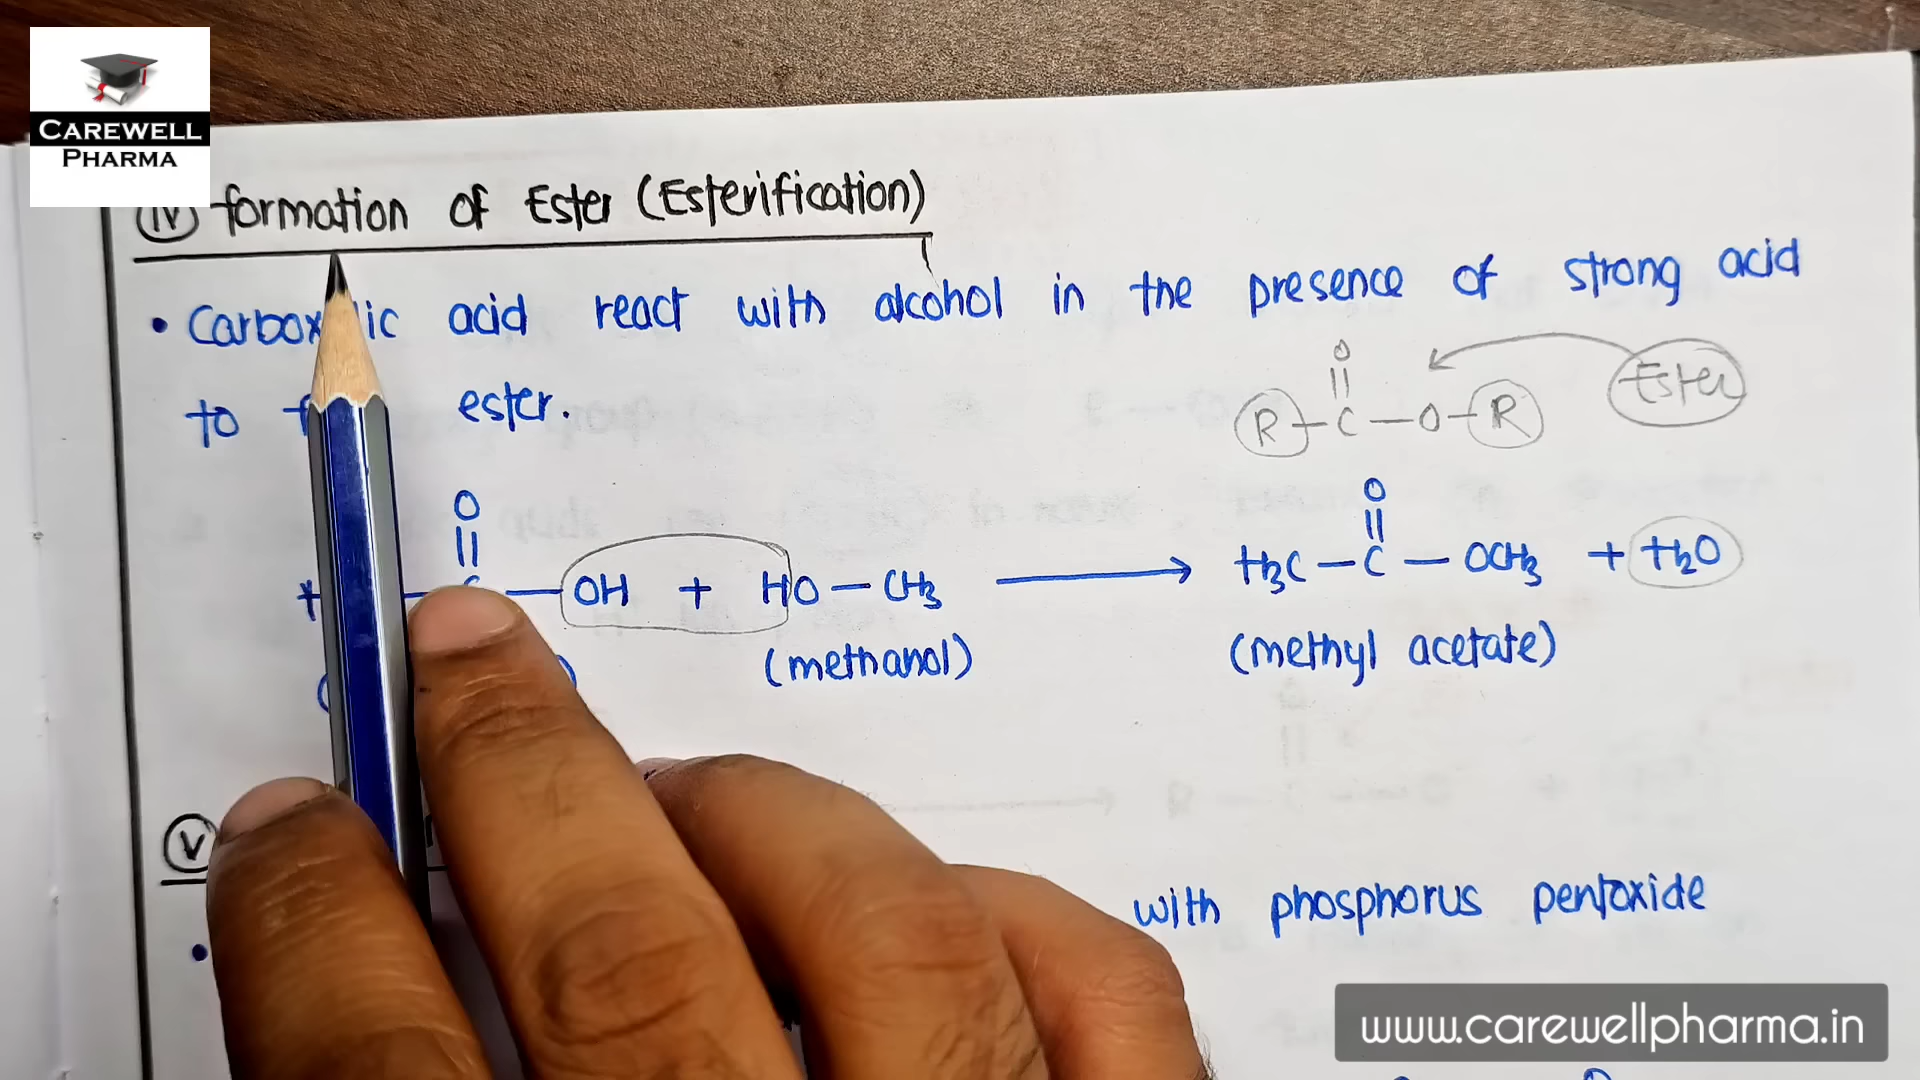 CAREWELL
PHARMA
(iv) formation of Ester (Esterification)
• Carbox lic acid react with alcohol in the presence of strong acid
to ester.
O
||
R - C - O - R
Ester
O
||
— OH + HO — CH3 ⟶
O
||
H3C — C — OCH3 + H2O
(methanol)
(methyl acetate)
(v)
• with phosphorus pentoxide
www.carewellpharma.in